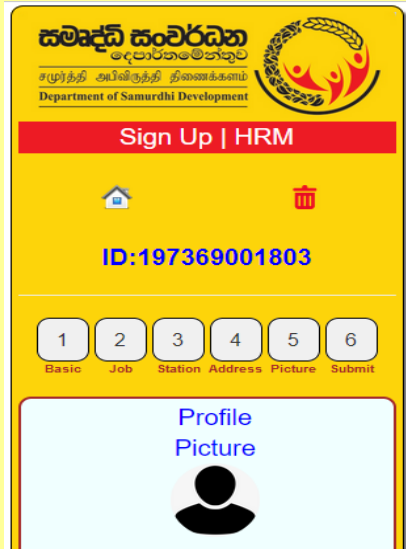 සමෘද්ධි සංවර්ධන
දෙපාර්තමේන්තුව
சமுர்த்தி அபிவிருத்தி திணைக்களம்
Department of Samurdhi Development
Sign Up | HRM
ID:197369001803
1 2 3 4 5 6
Basic Job Station Address Picture Submit
Profile
Picture